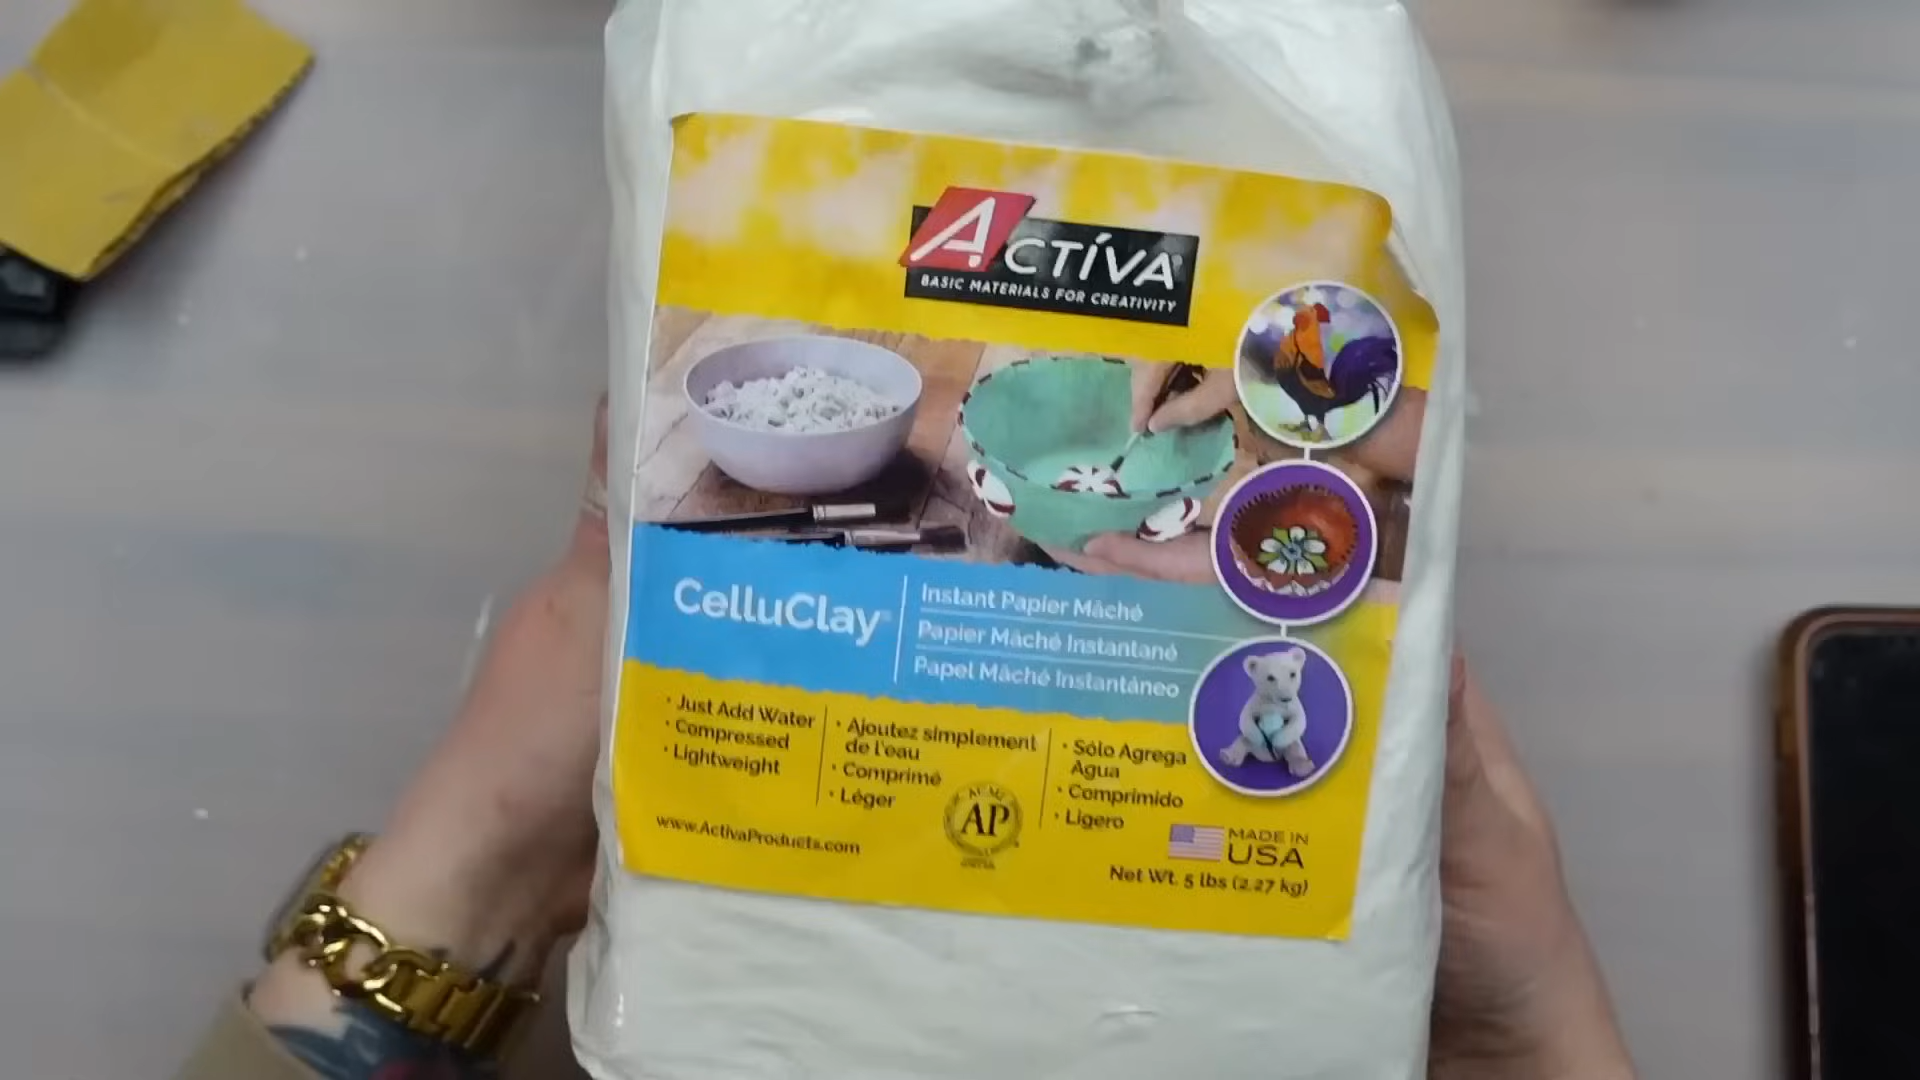 ACTÍVA®
BASIC MATERIALS FOR CREATIVITY
CelluClay®
Instant Papier Mâché
Papier Mâché Instantané
Papel Mâché Instantáneo
• Just Add Water
• Compressed
• Lightweight
• Ajoutez simplement
de l'eau
• Comprimé
• Léger
• Sólo Agrega
Agua
• Comprimido
• Ligero
www.ActivaProducts.com
AP
MADE IN
USA
Net Wt. 5 lbs (2.27 kg)